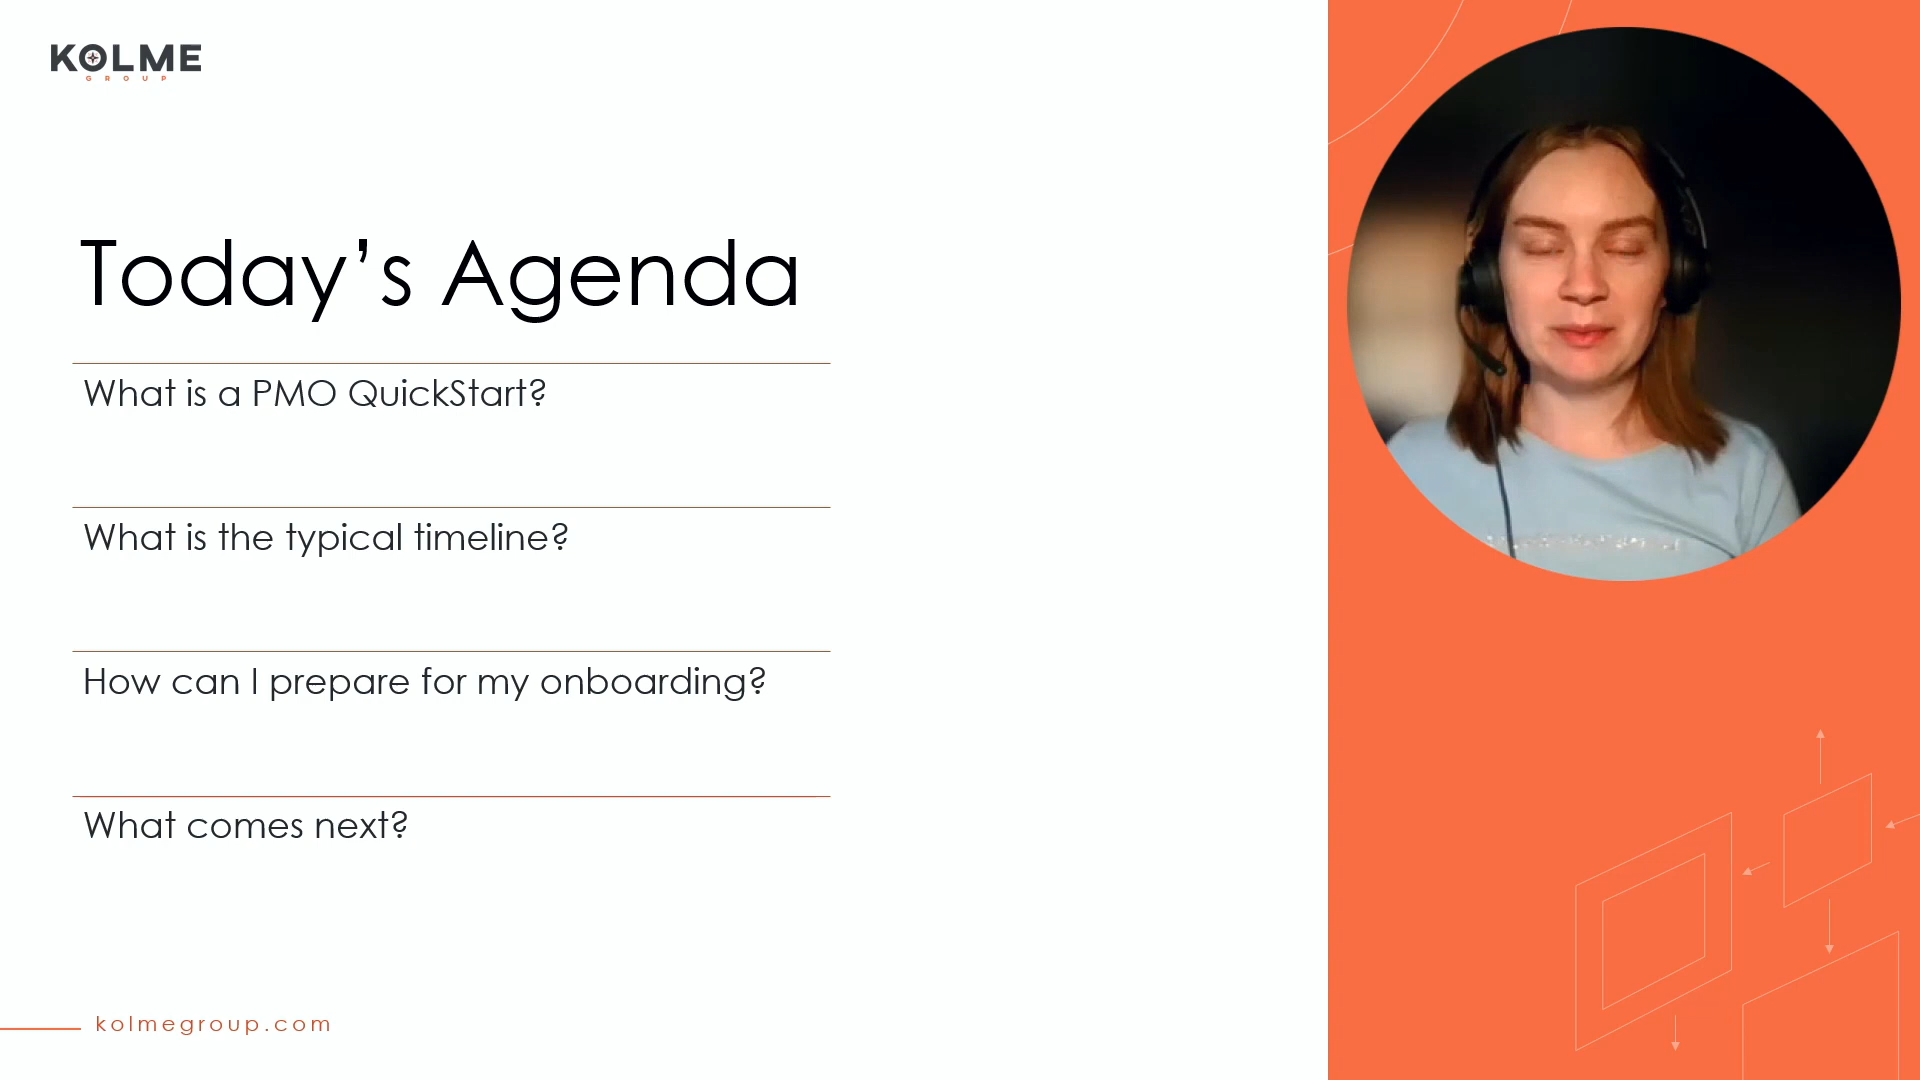 KOLME
GROUP
Today’s Agenda
What is a PMO QuickStart?
What is the typical timeline?
How can I prepare for my onboarding?
What comes next?
kolmegroup.com